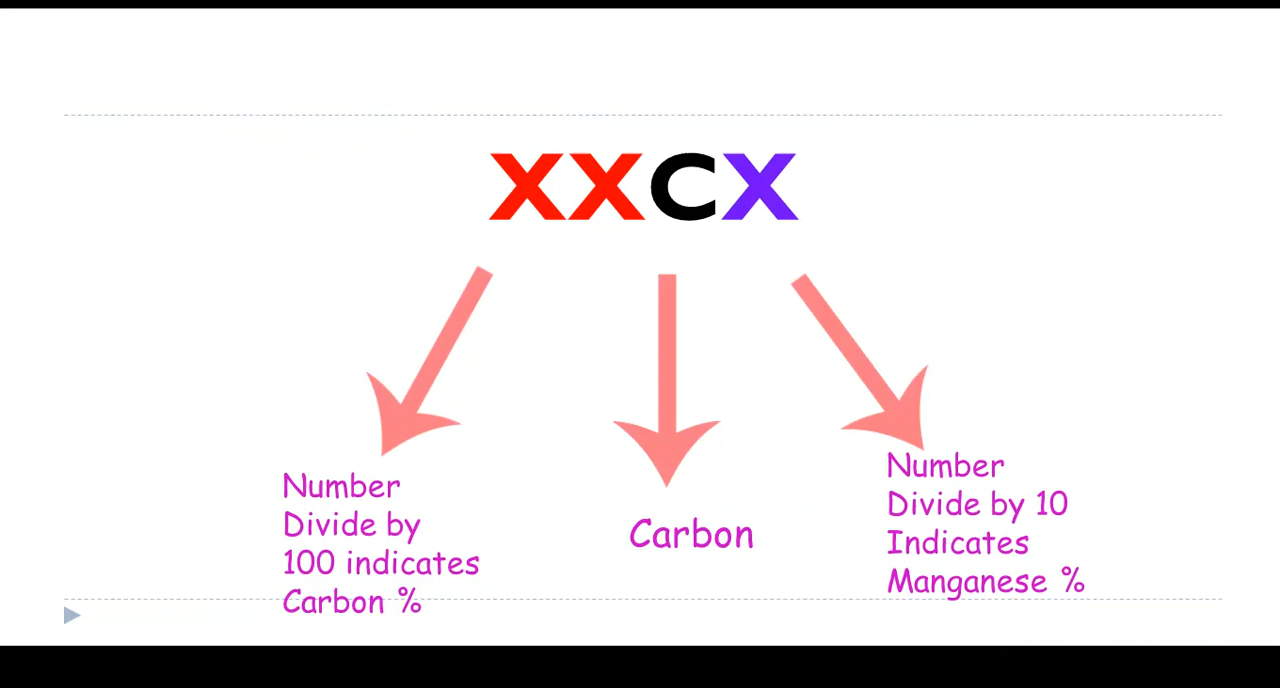 XXCX
Number
Divide by
100 indicates
Carbon %
Carbon
Number
Divide by 10
Indicates
Manganese %